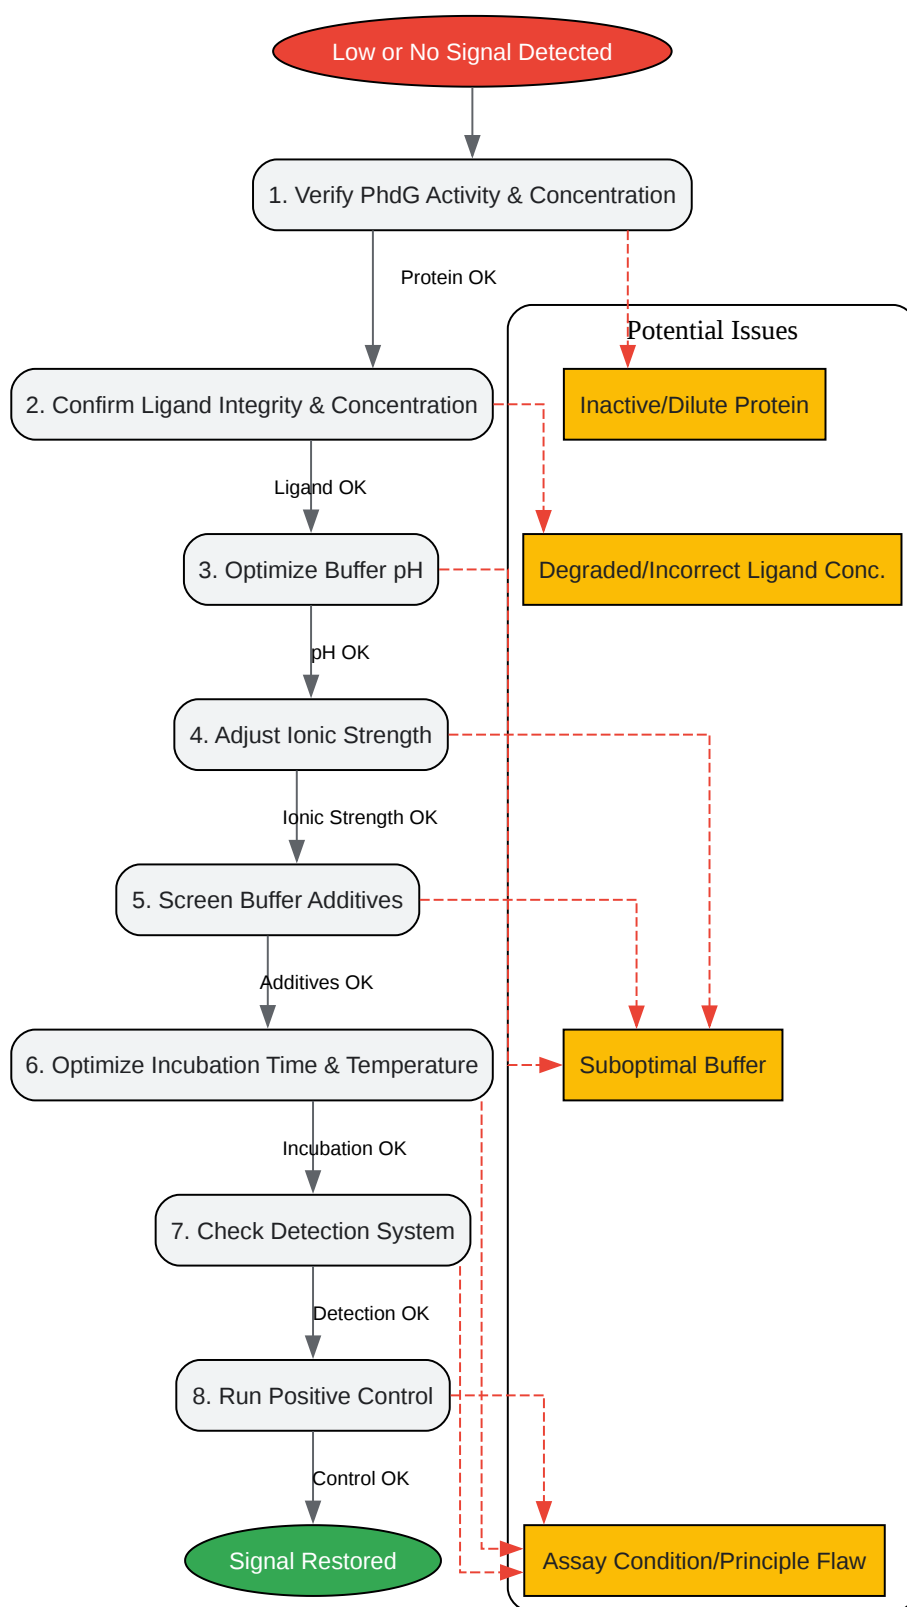 Low or No Signal Detected
1. Verify PhdG Activity & Concentration
Protein OK
Potential Issues
2. Confirm Ligand Integrity & Concentration
Inactive/Dilute Protein
Ligand OK
3. Optimize Buffer pH
Degraded/Incorrect Ligand Conc.
pH OK
4. Adjust Ionic Strength
Ionic Strength OK
5. Screen Buffer Additives
Additives OK
6. Optimize Incubation Time & Temperature
Suboptimal Buffer
Incubation OK
7. Check Detection System
Detection OK
8. Run Positive Control
Control OK
Signal Restored
Assay Condition/Principle Flaw